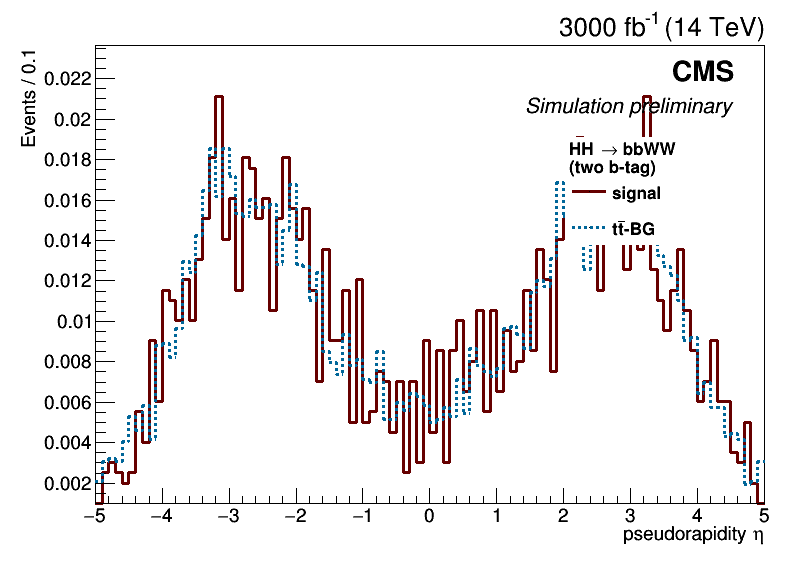 3000 fb⁻¹ (14 TeV)
CMS
Simulation preliminary
HH → bbWW
(two b-tag)
signal
tt̄-BG
Events / 0.1
0.022
0.02
0.018
0.016
0.014
0.012
0.01
0.008
0.006
0.004
0.002
−5 −4 −3 −2 −1 0 1 2 3 4 5
pseudorapidity η